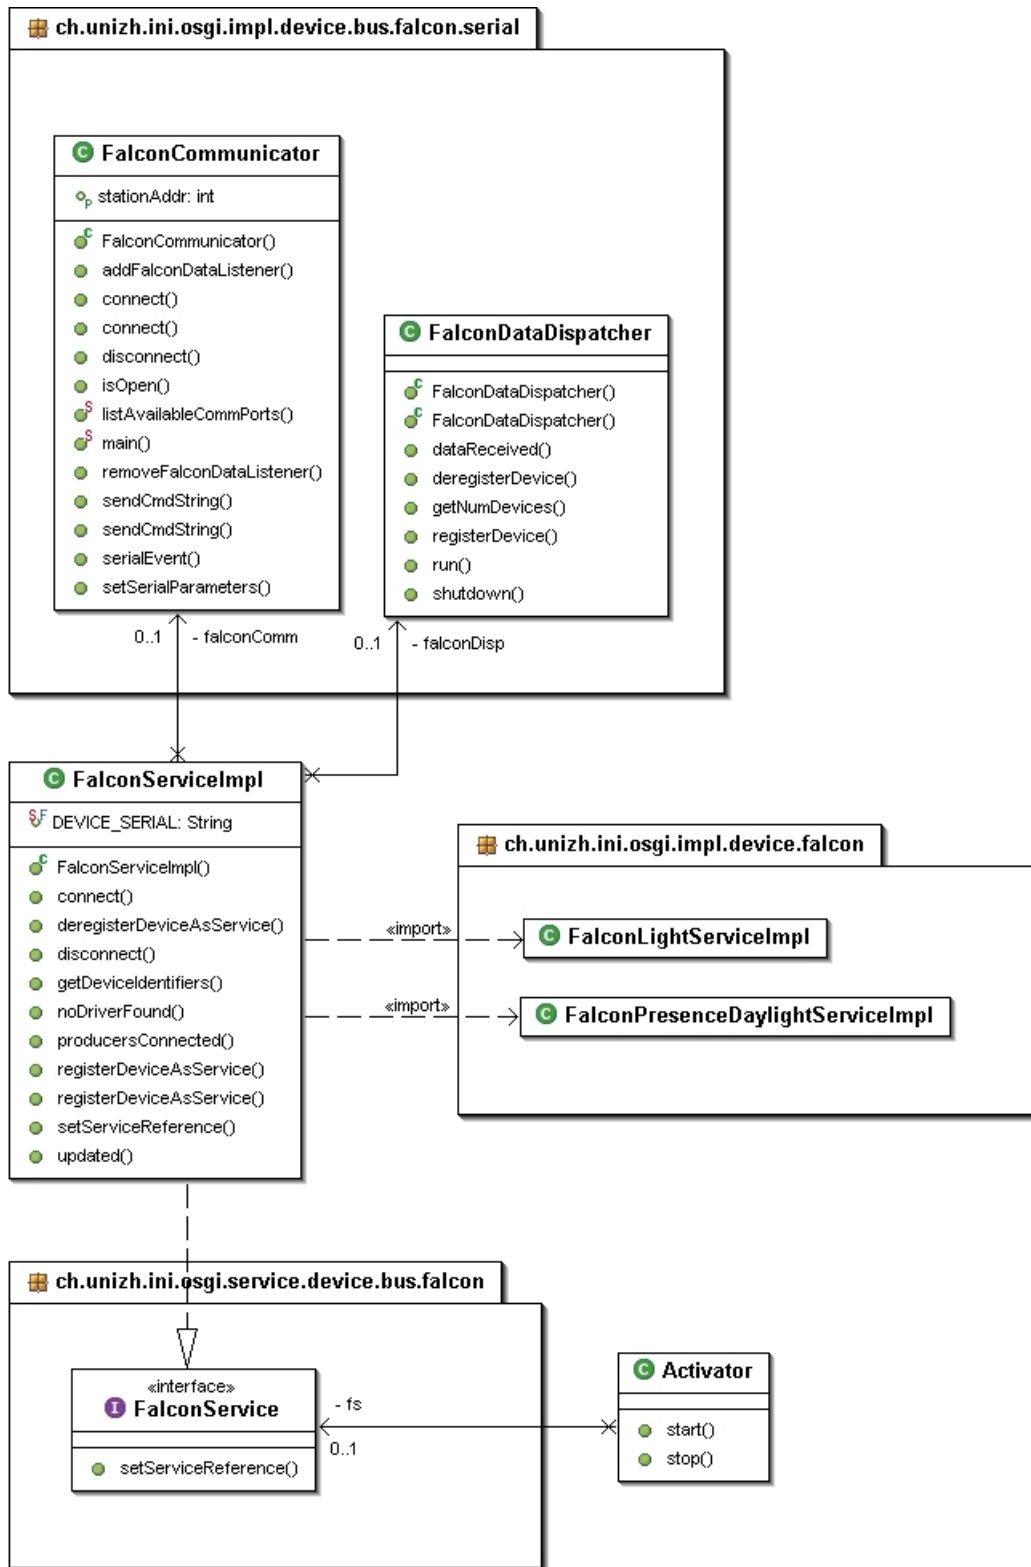 ch.unizh.ini.osgi.impl.device.bus.falcon.serial
C FalconCommunicator
P stationAddr: int
C FalconCommunicator()
addFalconDataListener()
connect()
connect()
disconnect()
isOpen()
S listAvailableCommPorts()
S main()
removeFalconDataListener()
sendCmdString()
sendCmdString()
serialEvent()
setSerialParameters()
C FalconDataDispatcher
C FalconDataDispatcher()
C FalconDataDispatcher()
dataReceived()
deregisterDevice()
getNumDevices()
registerDevice()
run()
shutdown()
0..1 - falconComm
0..1 - falconDisp
C FalconServiceImpl
S F DEVICE_SERIAL: String
C FalconServiceImpl()
connect()
deregisterDeviceAsService()
disconnect()
getDeviceIdentifiers()
noDriverFound()
producersConnected()
registerDeviceAsService()
registerDeviceAsService()
setServiceReference()
updated()
ch.unizh.ini.osgi.impl.device.falcon
«import»
C FalconLightServiceImpl
«import»
C FalconPresenceDaylightServiceImpl
ch.unizh.ini.osgi.service.device.bus.falcon
«interface»
I FalconService
setServiceReference()
- fs
0..1
C Activator
start()
stop()